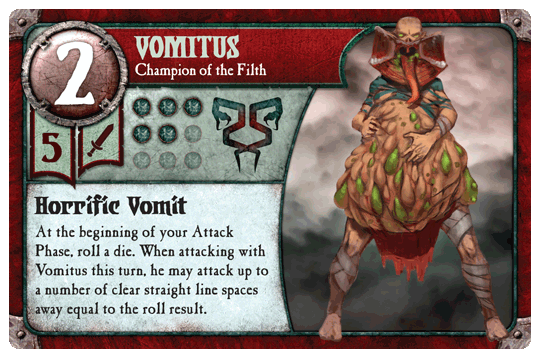 2
VOMITUS
Champion of the Filth
5
Horrific Vomit
At the beginning of your Attack
Phase, roll a die. When attacking with
Vomitus this turn, he may attack up to
a number of clear straight line spaces
away equal to the roll result.